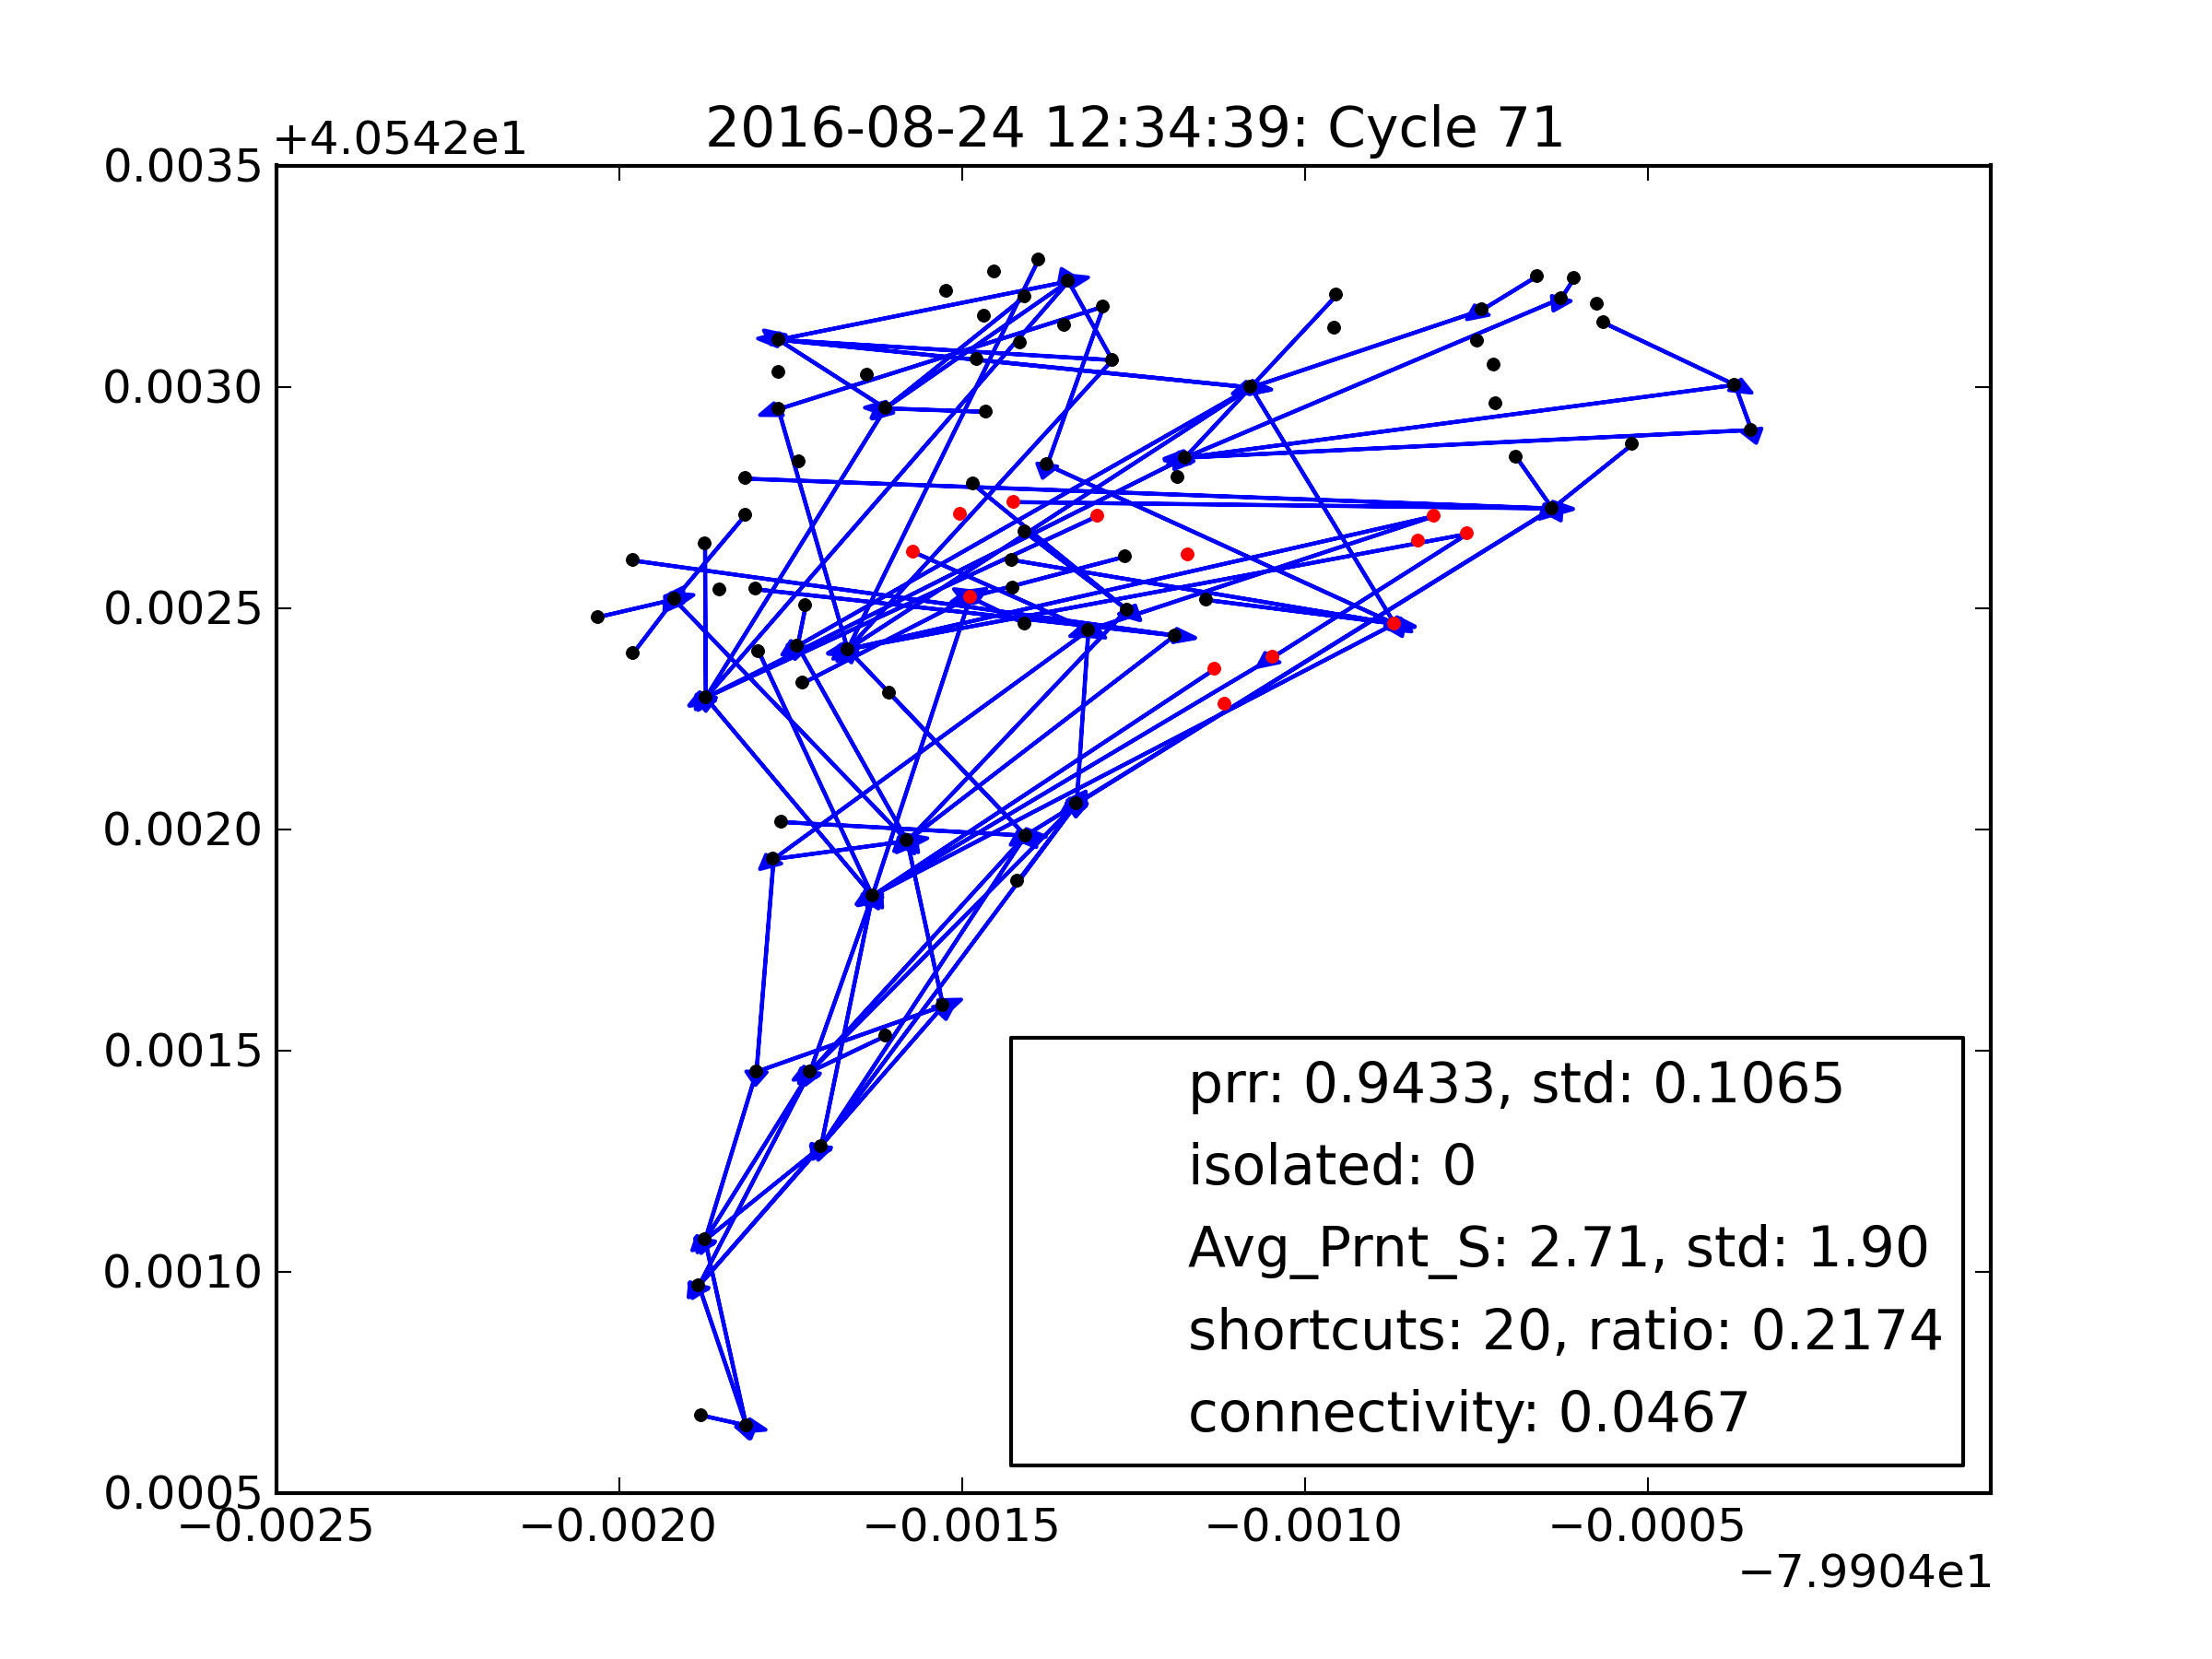 2016-08-24 12:34:39: Cycle 71
+4.0542e1
0.0035
0.0030
0.0025
0.0020
0.0015
0.0010
0.0005
prr: 0.9433, std: 0.1065
isolated: 0
Avg_Prnt_S: 2.71, std: 1.90
shortcuts: 20, ratio: 0.2174
connectivity: 0.0467
−0.0025 −0.0020 −0.0015 −0.0010 −0.0005
−7.9904e1